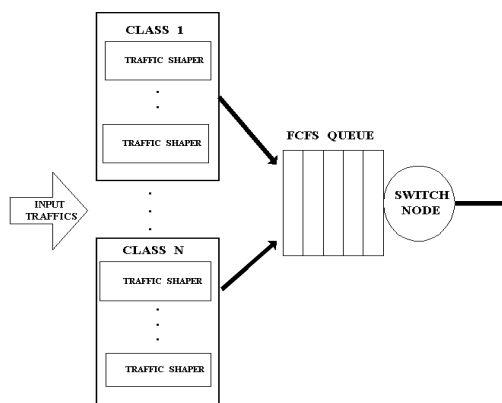 CLASS 1
TRAFFIC SHAPER
TRAFFIC SHAPER
INPUT
TRAFFICS
CLASS N
TRAFFIC SHAPER
TRAFFIC SHAPER
FCFS QUEUE
SWITCH
NODE